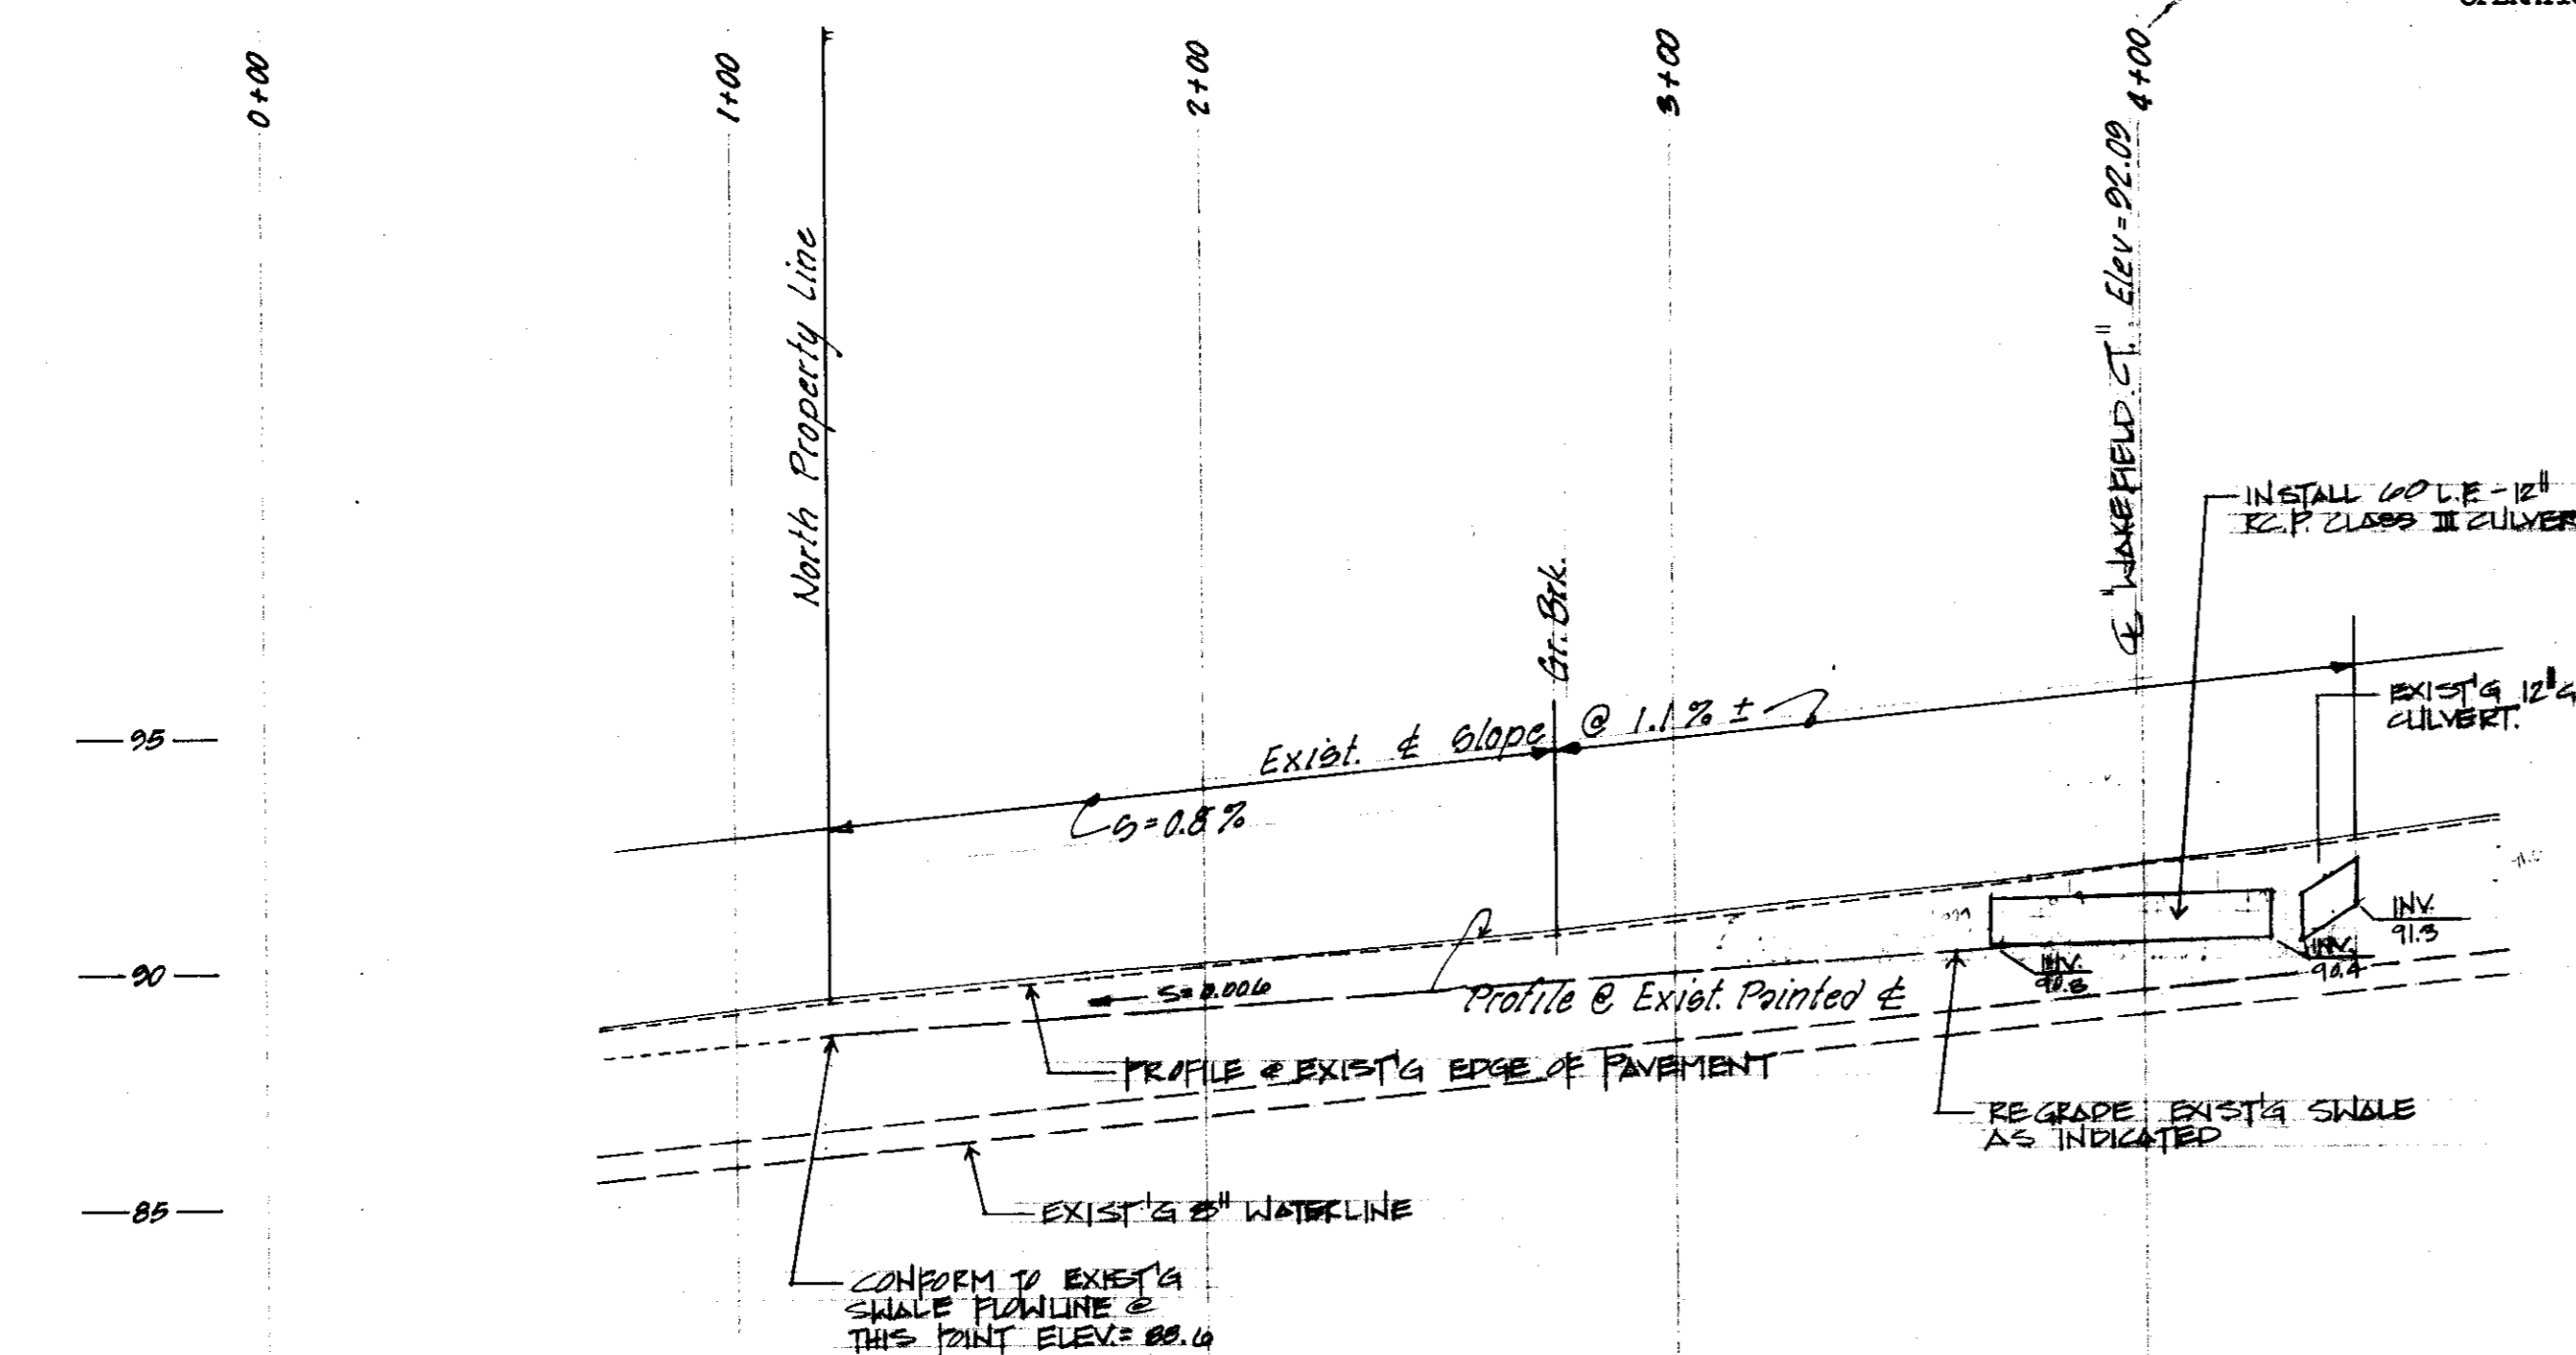 0+00
1+00
2+00
3+00
4+00
North Property Line
Gr. Brk.
℄ "WAKEFIELD CT." Elev = 92.09
INSTALL 60 L.F. - 12"
R.C.P. CLASS III
EXIST'G 12"
CULVERT.
95
Exist. ℄ Slope
@ 1.1% ±
S=0.8%
90
S=0.006
Profile @ Exist. Painted ℄
INV.
INV.
90.4
INV.
91.3
PROFILE @ EXIST'G EDGE OF PAVEMENT
REGRADE EXIST'G SWALE
AS INDICATED
85
EXIST'G 8" WATERLINE
CONFORM TO EXIST'G
SWALE FLOWLINE @
THIS POINT ELEV.= 88.6